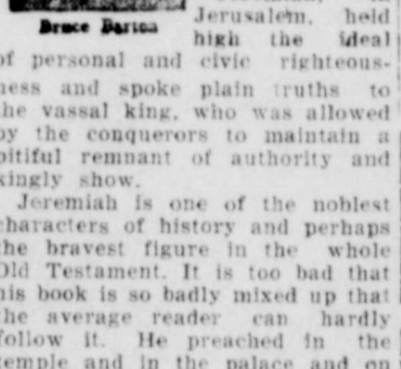 Bruce Barton
Jerusalem, held
high the ideal
of personal and civic righteous-
ness and spoke plain truths to
the vassal king, who was allowed
by the conquerors to maintain a
pitiful remnant of authority and
kingly show.
Jeremiah is one of the noblest
characters of history and perhaps
the bravest figure in the whole
Old Testament. It is too bad that
his book is so badly mixed up that
the average reader can hardly
follow it. He preached in the
temple and in the palace and on